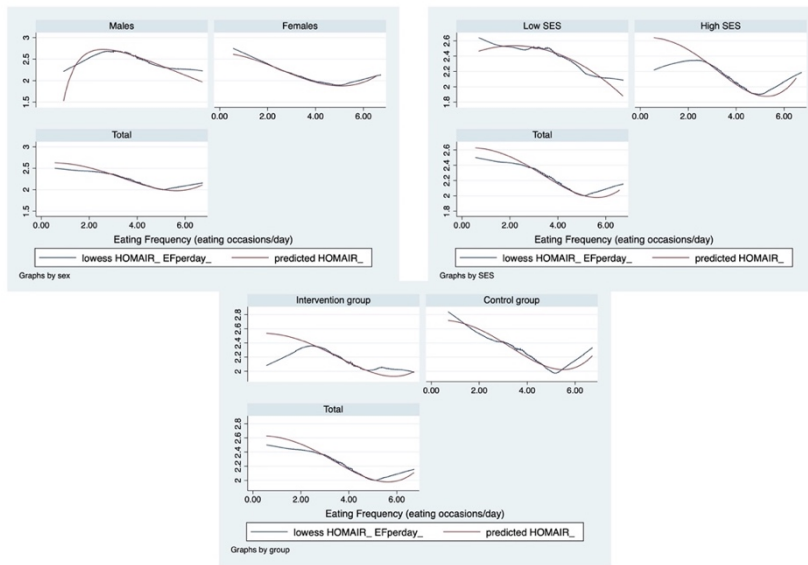 Males
Females
3
2.5
2
1.5
0.00 2.00 4.00 6.00
Total
3
2.5
2
1.5
0.00 2.00 4.00 6.00
Eating Frequency (eating occasions/day)
lowess HOMAIR_ EFperday_
predicted HOMAIR_
Graphs by sex
Low SES
High SES
2.6
2.4
2.2
2
1.8
0.00 2.00 4.00 6.00
Total
2.6
2.4
2.2
2
1.8
0.00 2.00 4.00 6.00
Eating Frequency (eating occasions/day)
lowess HOMAIR_ EFperday_
predicted HOMAIR_
Graphs by SES
Intervention group
Control group
2.8
2.6
2.4
2.2
2
0.00 2.00 4.00 6.00
Total
2.8
2.6
2.4
2.2
2
0.00 2.00 4.00 6.00
Eating Frequency (eating occasions/day)
lowess HOMAIR_ EFperday_
predicted HOMAIR_
Graphs by group